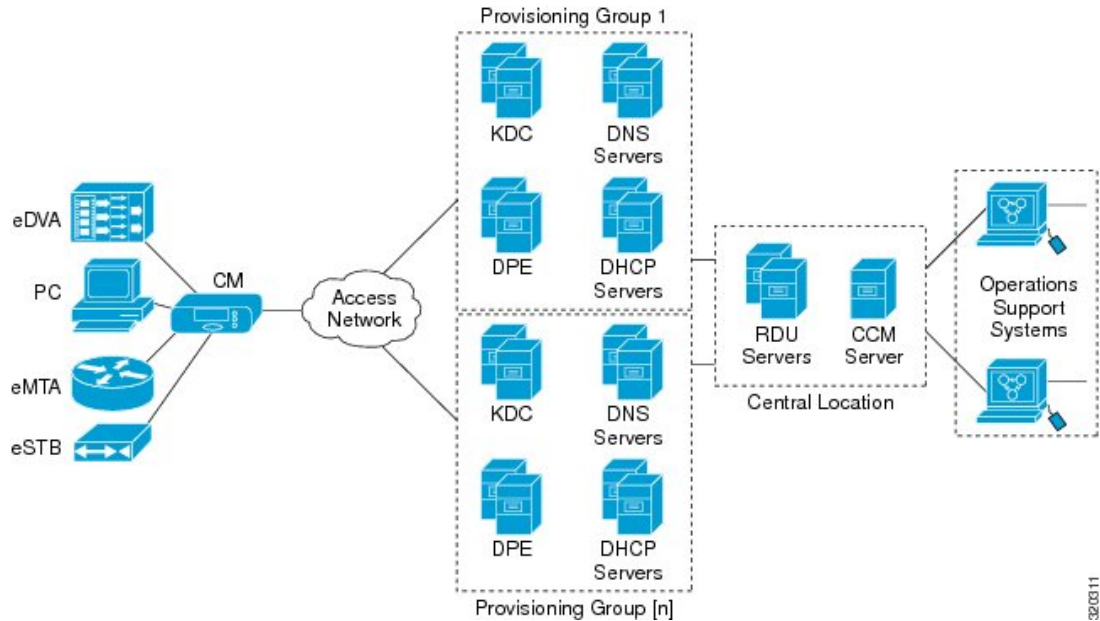 Provisioning Group 1
KDC
DNS
Servers
DPE
DHCP
Servers
eDVA
PC
CM
eMTA
eSTB
Access
Network
KDC
DNS
Servers
DPE
DHCP
Servers
Provisioning Group [n]
RDU
Servers
CCM
Server
Central Location
Operations
Support
Systems
320311